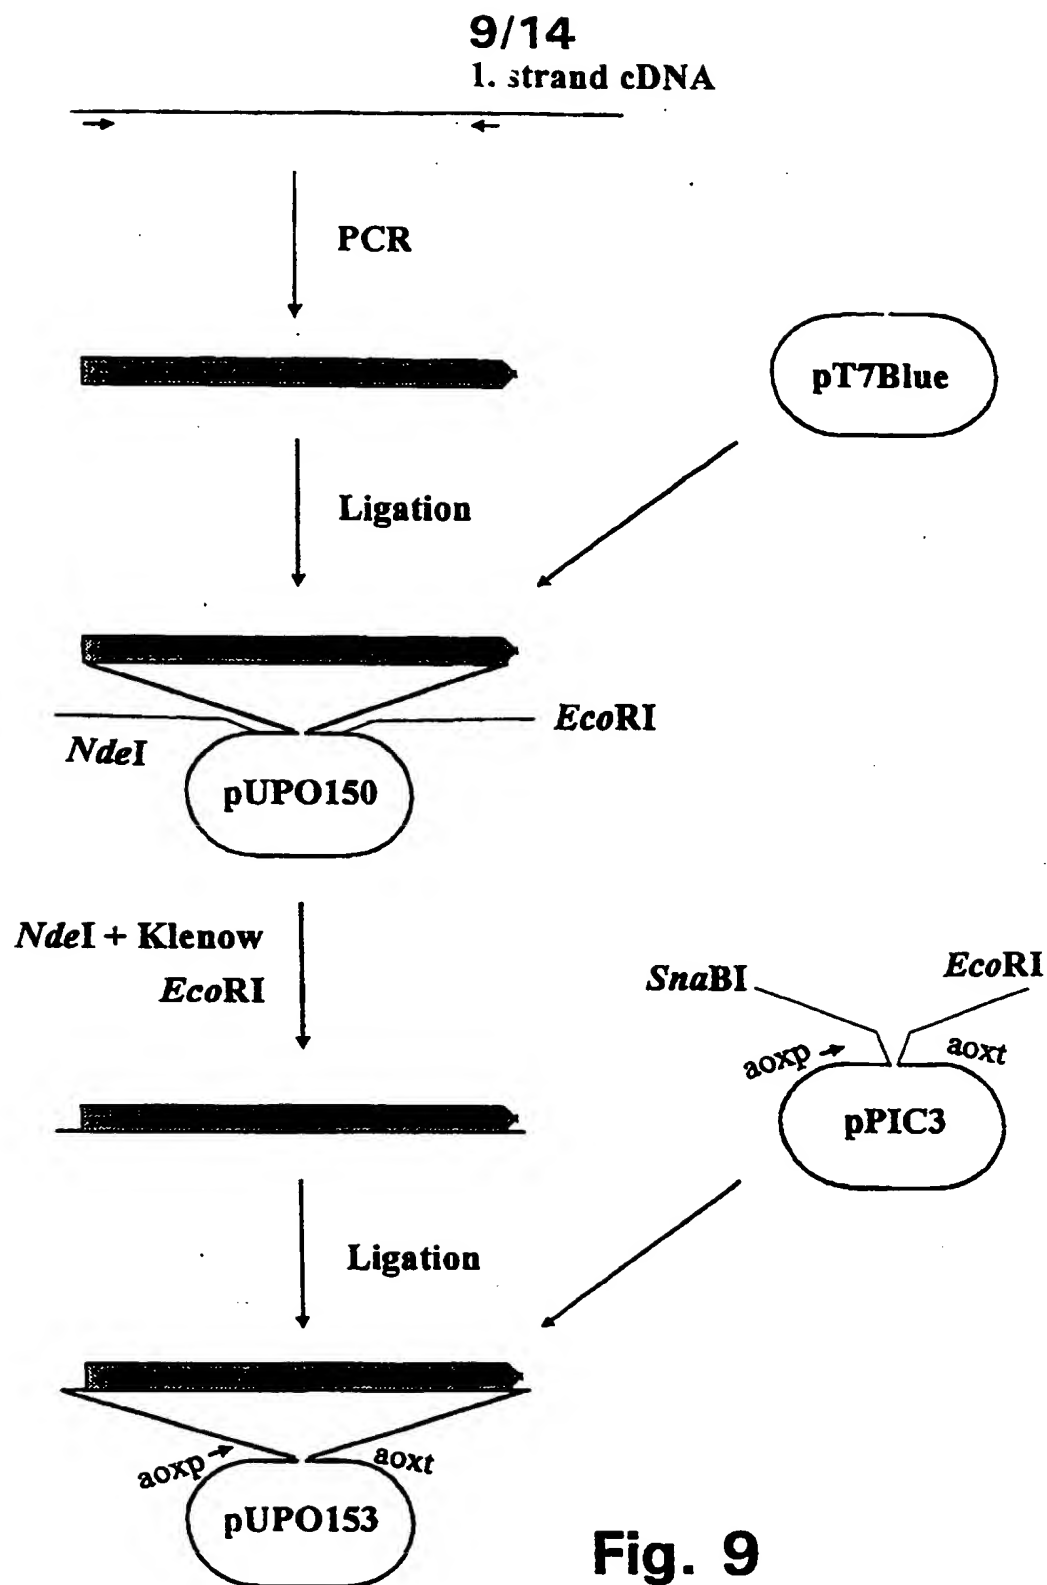 9/14
1. strand cDNA
PCR
pT7Blue
Ligation
EcoRI
NdeI
pUPO150
NdeI + Klenow
EcoRI
SnaBI
EcoRI
aoxp
aoxt
pPIC3
Ligation
aoxp
aoxt
pUPO153
Fig. 9